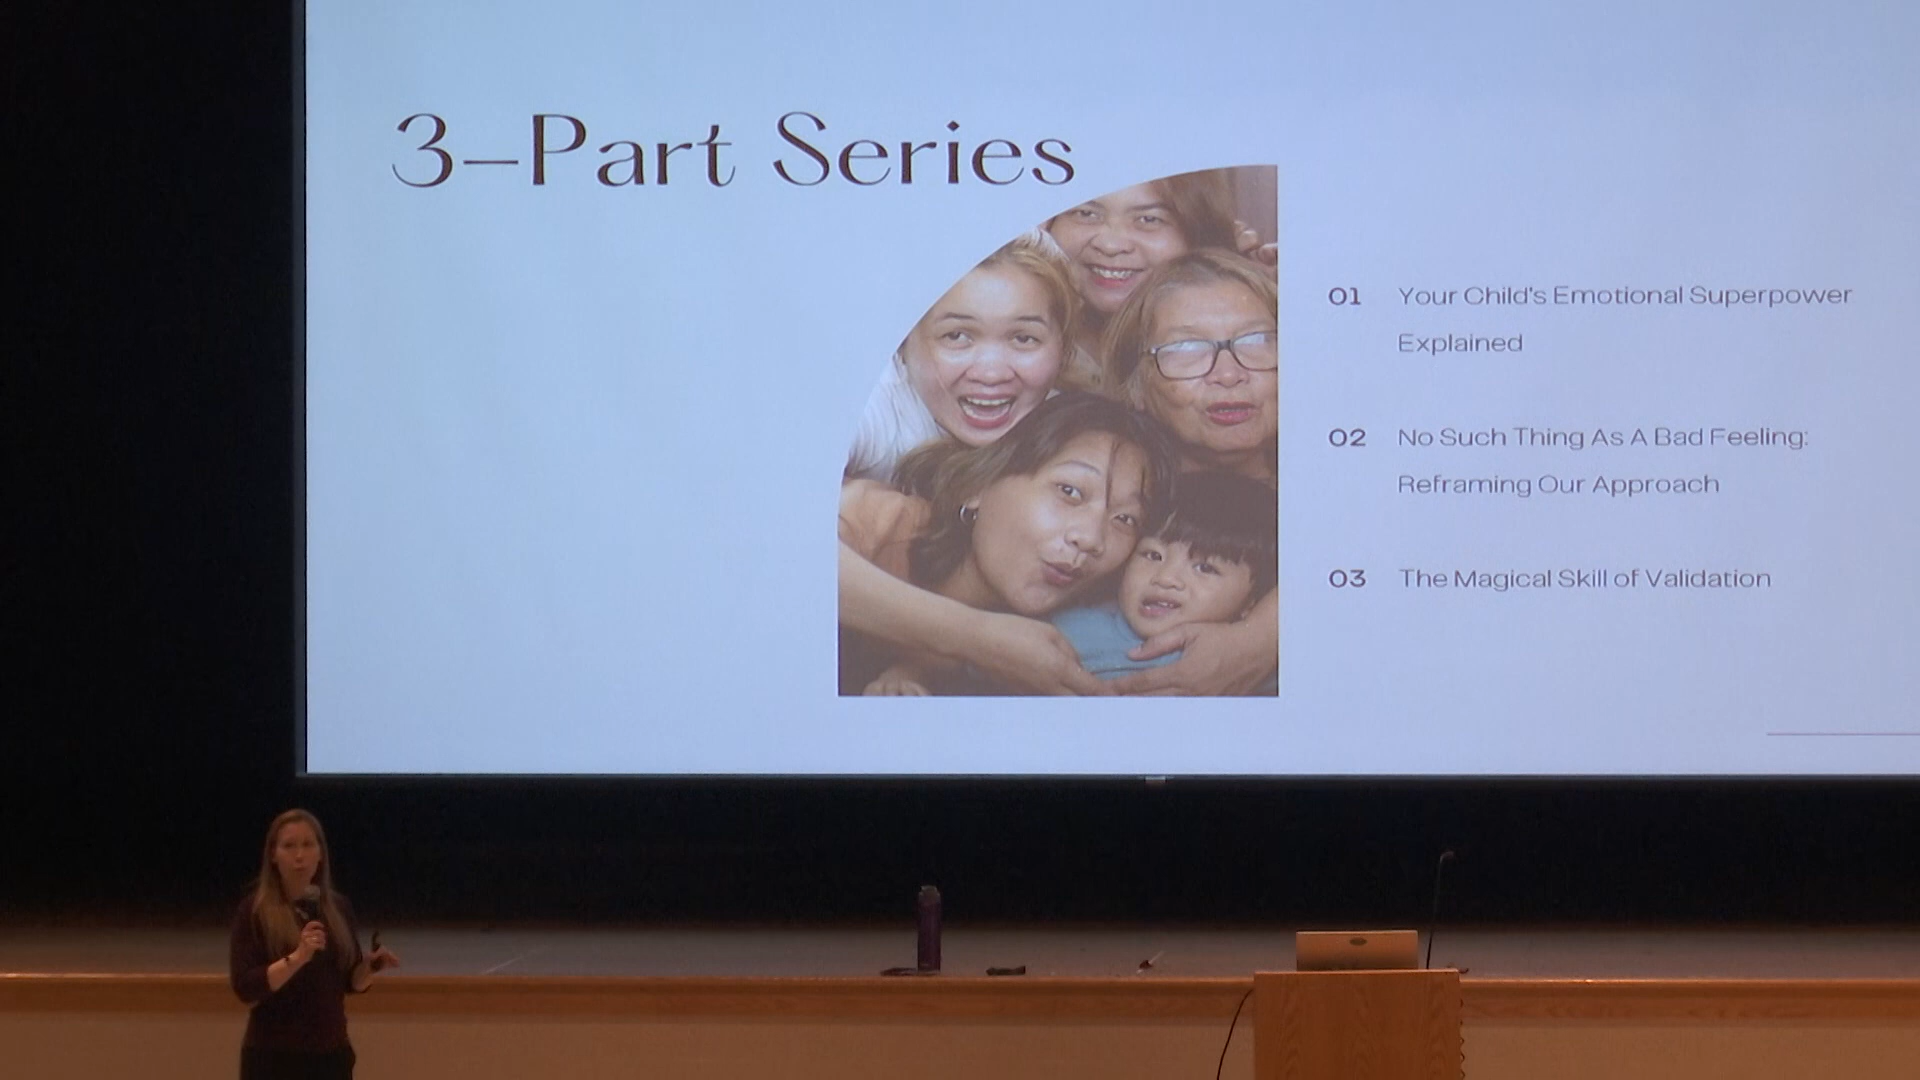 3-Part Series
01 Your Child's Emotional Superpower
Explained
02 No Such Thing As A Bad Feeling:
Reframing Our Approach
03 The Magical Skill of Validation